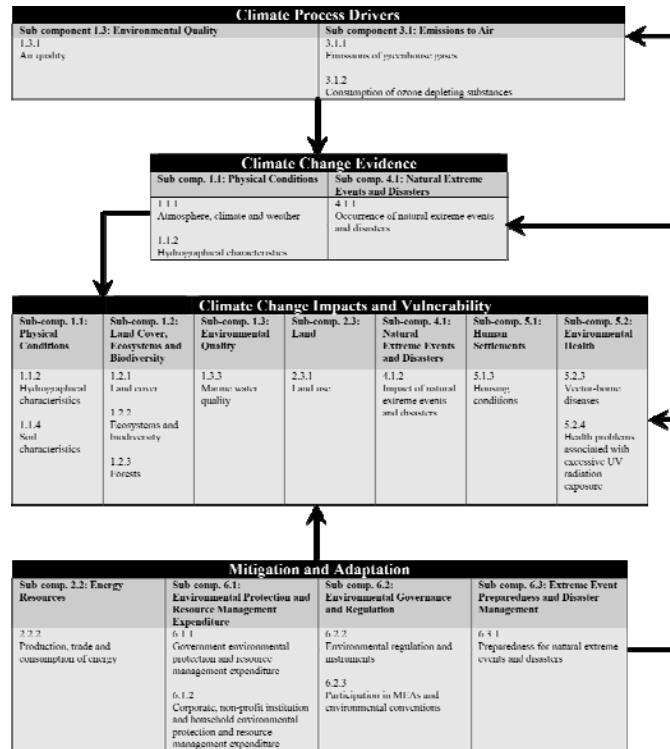 Climate Process Drivers
Sub component 1.3: Environmental Quality
1.3.1
Air quality
Sub component 3.1: Emissions to Air
3.1.1
Emissions of greenhouse gases
3.1.2
Consumption of ozone depleting substances
Climate Change Evidence
Sub comp. 1.1: Physical Conditions
1.1.1
Atmosphere, climate and weather
1.1.2
Hydrographical characteristics
Sub comp. 4.1: Natural Extreme
Events and Disasters
4.1.1
Occurrence of natural extreme events
and disasters
Climate Change Impacts and Vulnerability
Sub-comp. 1.1:
Physical
Conditions
1.1.2
Hydrographical
characteristics
1.1.4
Soil
characteristics
Sub-comp. 1.2:
Land Cover,
Ecosystems and
Biodiversity
1.2.1
Land cover
1.2.2
Ecosystems and
biodiversity
1.2.3
Forests
Sub-comp. 1.3:
Environmental
Quality
1.3.3
Marine water
quality
Sub-comp. 2.3:
Land
2.3.1
Land use
Sub-comp. 4.1:
Natural
Extreme Events
and Disasters
4.1.2
Impact of natural
extreme events
and disasters
Sub-comp. 5.1:
Human
Settlements
5.1.3
Housing
conditions
Sub-comp. 5.2:
Environmental
Health
5.2.3
Vector-borne
diseases
5.2.4
Health problems
associated with
excessive UV
radiation
exposure
Mitigation and Adaptation
Sub comp. 2.2: Energy
Resources
2.2.2
Production, trade and
consumption of energy
Sub comp. 6.1:
Environmental Protection and
Resource Management
Expenditure
6.1.1
Government environmental
protection and resource
management expenditure
6.1.2
Corporate, non-profit institution
and household environmental
protection and resource
management expenditure
Sub comp. 6.2:
Environmental Governance
and Regulation
6.2.2
Environmental regulation and
instruments
6.2.3
Participation in MEAs and
environmental conventions
Sub comp. 6.3: Extreme Event
Preparedness and Disaster
Management
6.3.1
Preparedness for natural extreme
events and disasters